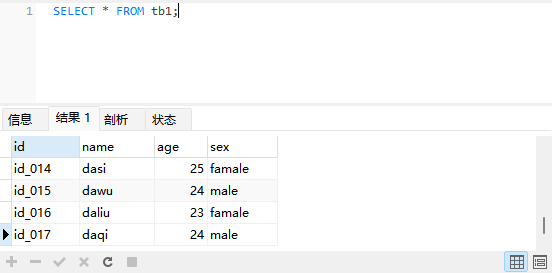 1 SELECT * FROM tb1;
信息 结果 1 剖析 状态
id name age sex
id_014 dasi 25 famale
id_015 dawu 24 male
id_016 daliu 23 famale
id_017 daqi 24 male